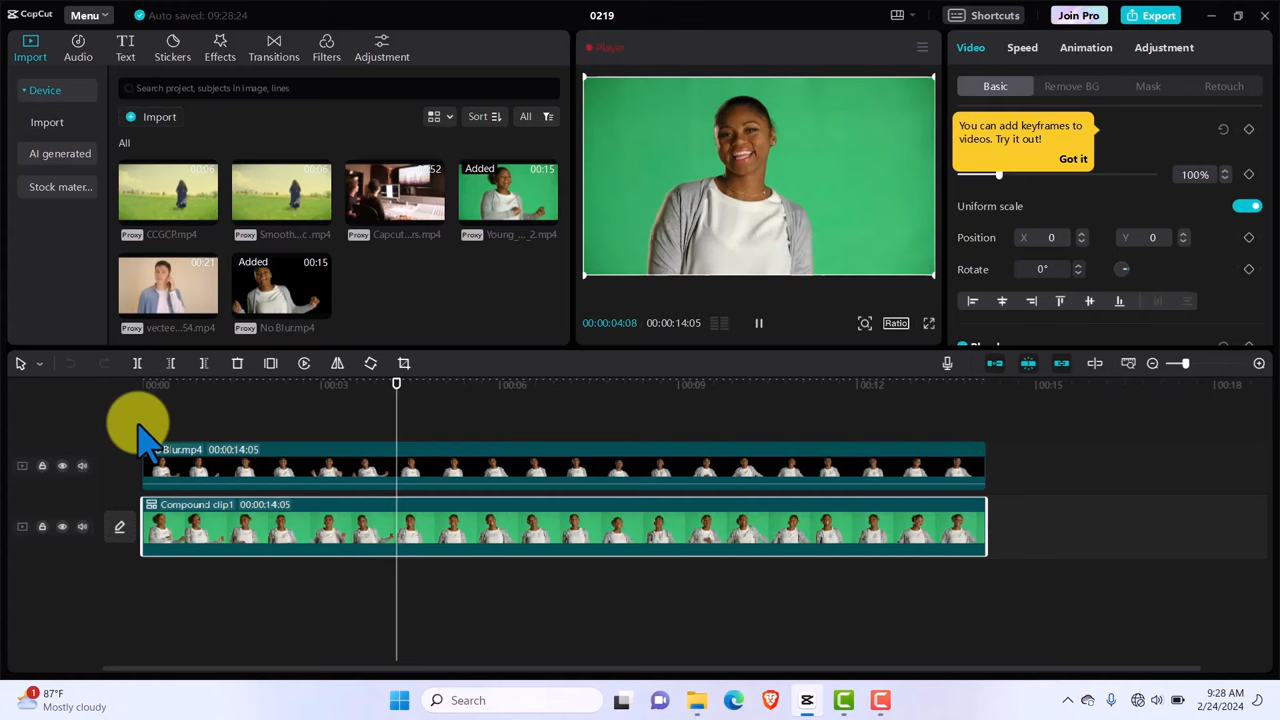 CapCut
Menu
Auto saved: 09:28:24
0219
Shortcuts
Join Pro
Export
Import
Audio
Text
Stickers
Effects
Transitions
Filters
Adjustment
Device
Import
AI generated
Stock mater...
Search project, subjects in image, lines
Import
Sort
All
All
00:06
00:06
Added
00:15
Proxy CCGCP.mp4
Proxy Smooth...c .mp4
Proxy Capcut...rs.mp4
Proxy Young_..._2.mp4
00:21
Added
00:15
Proxy vectee...54.mp4
Proxy No Blur.mp4
Player
00:00:04:08
00:00:14:05
Ratio
Video
Speed
Animation
Adjustment
Basic
Remove BG
Mask
Retouch
You can add keyframes to
videos. Try it out!
Got it
100%
Uniform scale
Position
X
0
Y
0
Rotate
0°
00:00
00:03
00:06
00:09
00:12
00:15
00:18
Blur.mp4 00:00:14:05
Compound clip1 00:00:14:05
1
87°F
Mostly cloudy
Search
9:28 AM
2/24/2024